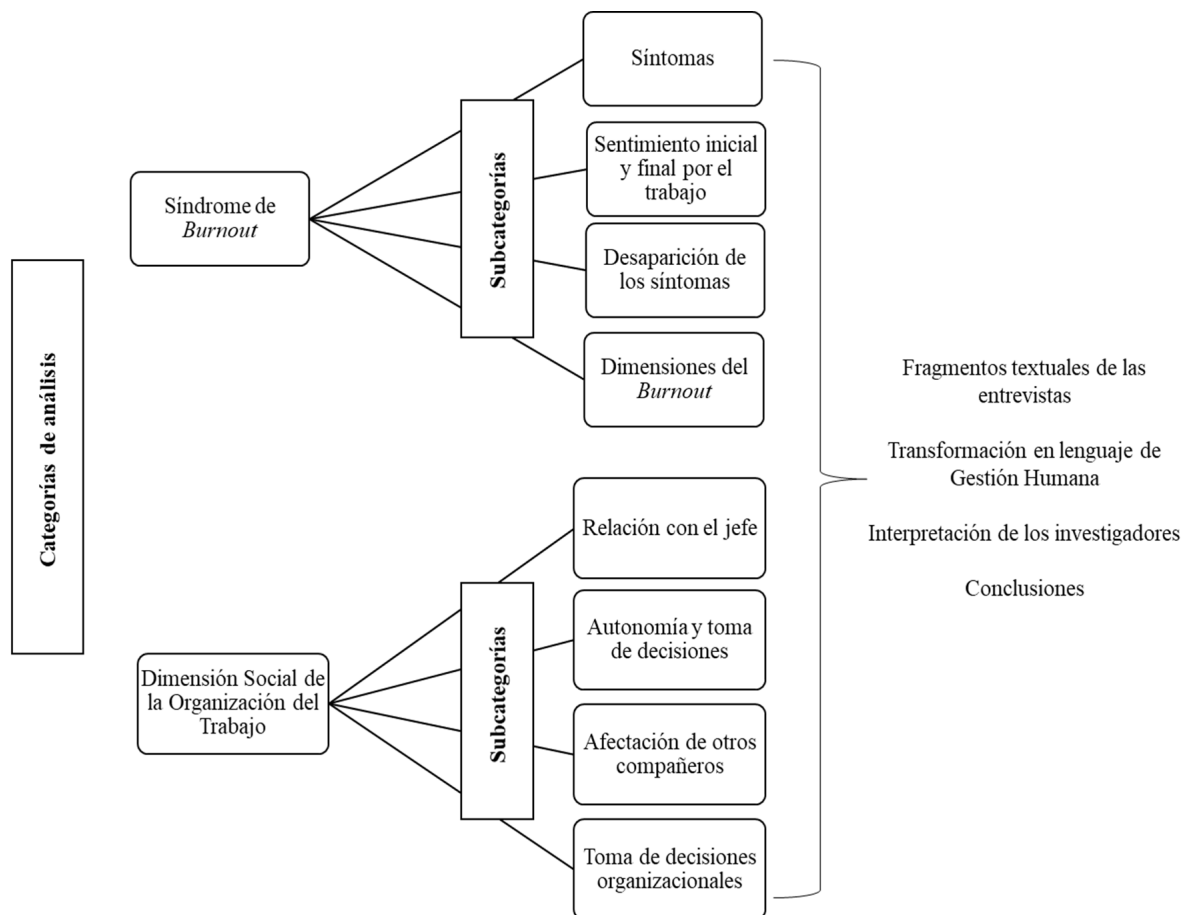 Categorías de análisis
Síndrome de
Burnout
Subcategorías
Síntomas
Sentimiento inicial
y final por el
trabajo
Desaparición de
los síntomas
Dimensiones del
Burnout
Dimensión Social de
la Organización del
Trabajo
Subcategorías
Relación con el jefe
Autonomía y toma
de decisiones
Afectación de otros
compañeros
Toma de decisiones
organizacionales
Fragmentos textuales de las
entrevistas
Transformación en lenguaje de
Gestión Humana
Interpretación de los investigadores
Conclusiones